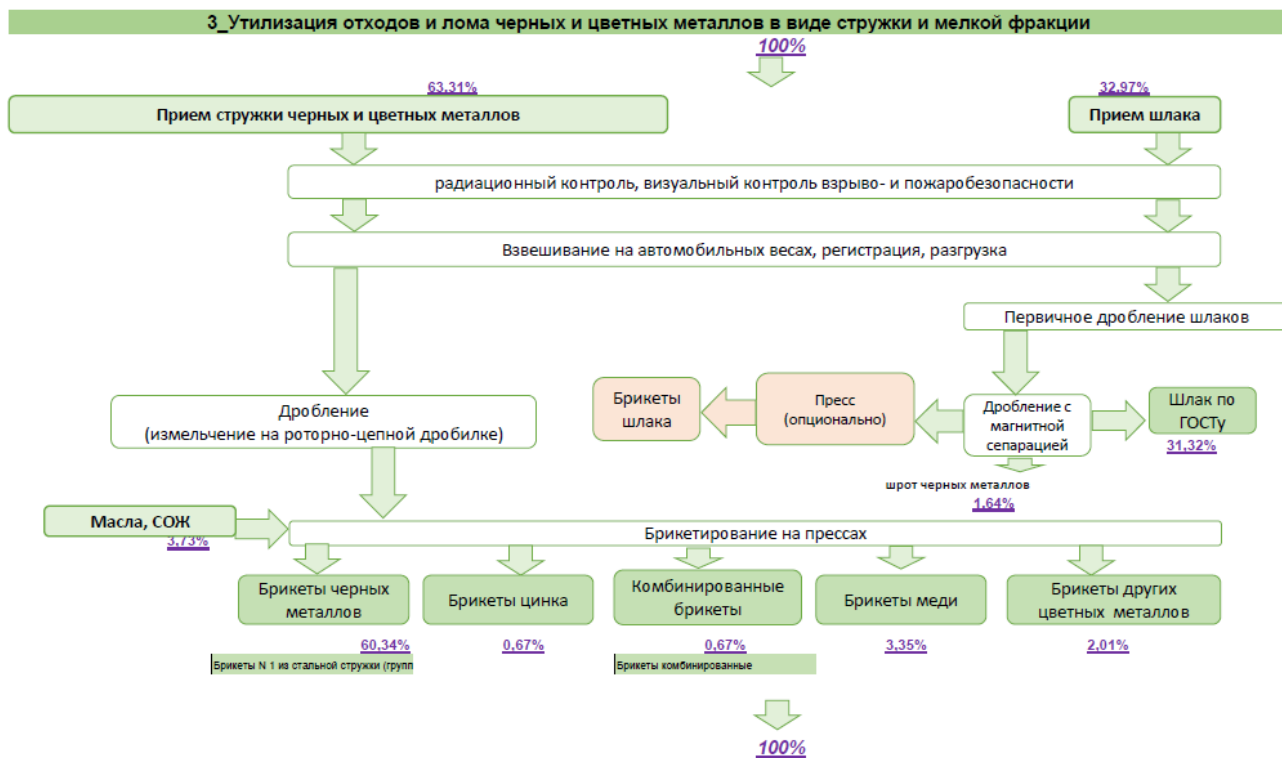 3_Утилизация отходов и лома черных и цветных металлов в виде стружки и мелкой фракции
100%
63,31%
32,97%
Прием стружки черных и цветных металлов
Прием шлака
радиационный контроль, визуальный контроль взрыво- и пожаробезопасности
Взвешивание на автомобильных весах, регистрация, разгрузка
Первичное дробление шлаков
Брикеты
шлака
Пресс
(опционально)
Дробление с
магнитной
сепарацией
Шлак по
ГОСТу
31,32%
Дробление
(измельчение на роторно-цепной дробилке)
шрот черных металлов
1,64%
Масла, СОЖ
3,73%
Брикетирование на прессах
Брикеты черных
металлов
Брикеты цинка
Комбинированные
брикеты
Брикеты меди
Брикеты других
цветных металлов
60,34%
0,67%
0,67%
3,35%
2,01%
Брикеты N 1 из стальной стружки (групп
Брикеты комбинированные
100%